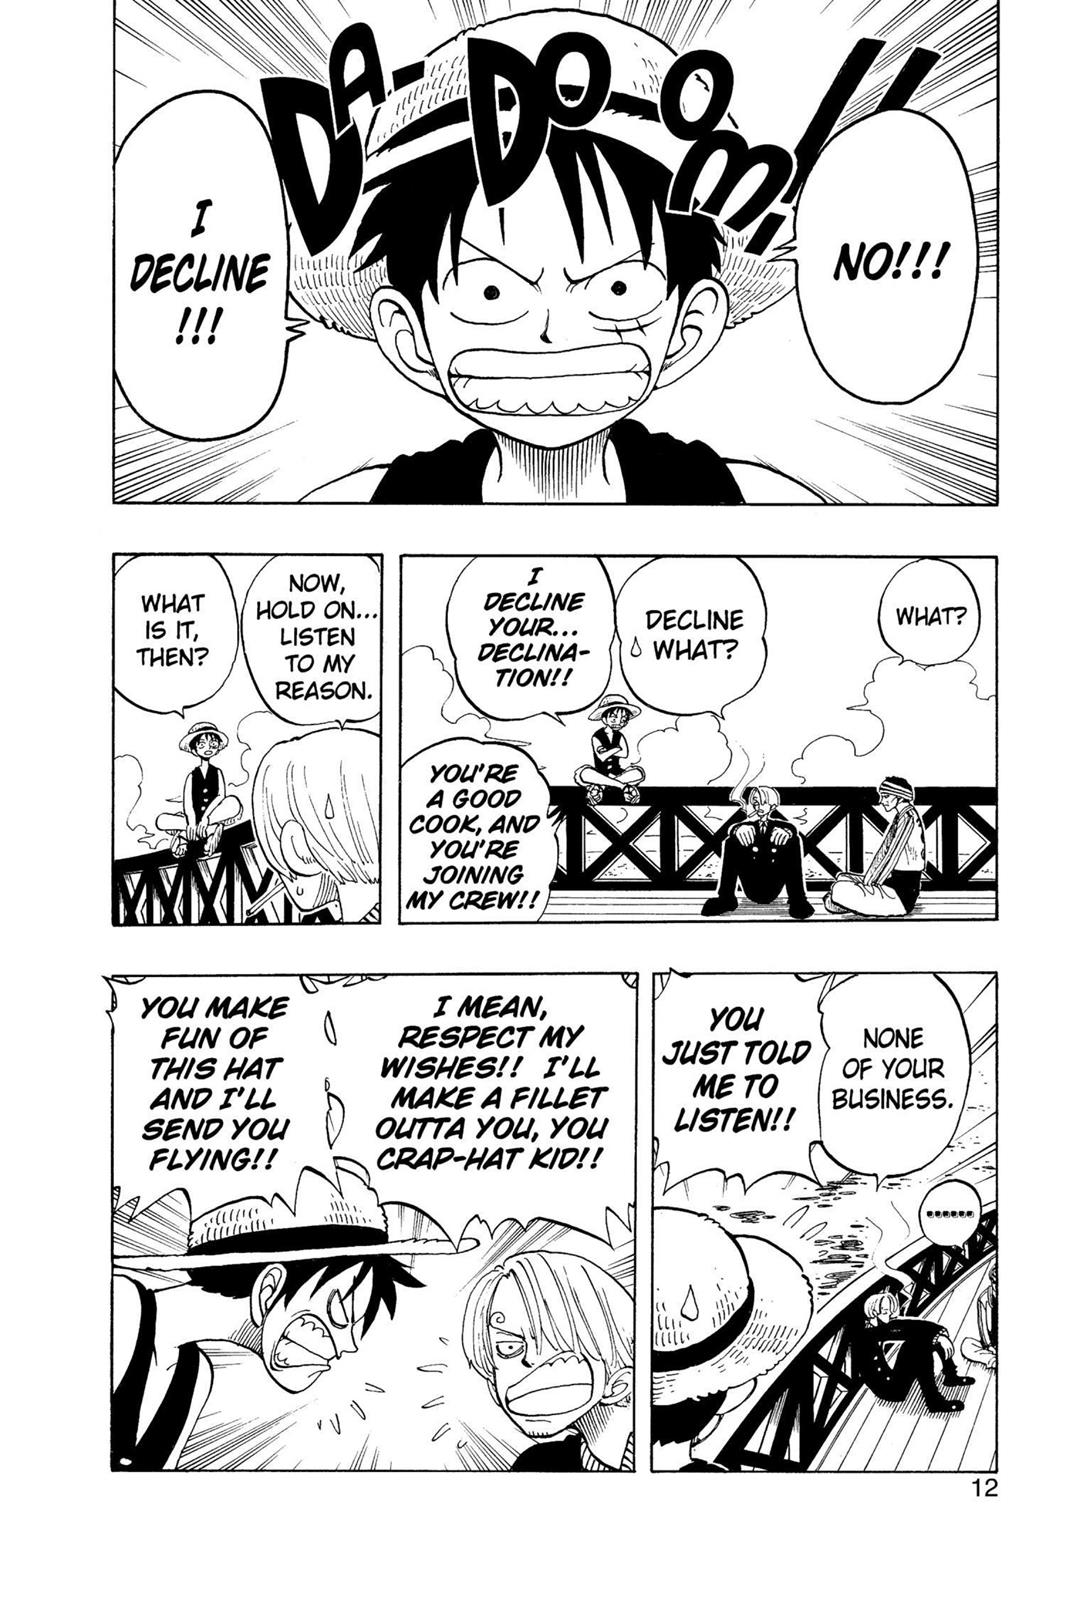 DA-DOOM!!
NO!!!
I
DECLINE
!!!
WHAT?
DECLINE
WHAT?
I
DECLINE
YOUR...
DECLINA-
TION!!
YOU'RE
A GOOD
COOK, AND
YOU'RE
JOINING
MY CREW!!
NOW,
HOLD ON...
LISTEN
TO MY
REASON.
WHAT
IS IT,
THEN?
NONE
OF YOUR
BUSINESS.
YOU
JUST TOLD
ME TO
LISTEN!!
......
I MEAN,
RESPECT MY
WISHES!! I'LL
MAKE A FILLET
OUTTA YOU, YOU
CRAP-HAT KID!!
YOU MAKE
FUN OF
THIS HAT
AND I'LL
SEND YOU
FLYING!!
12